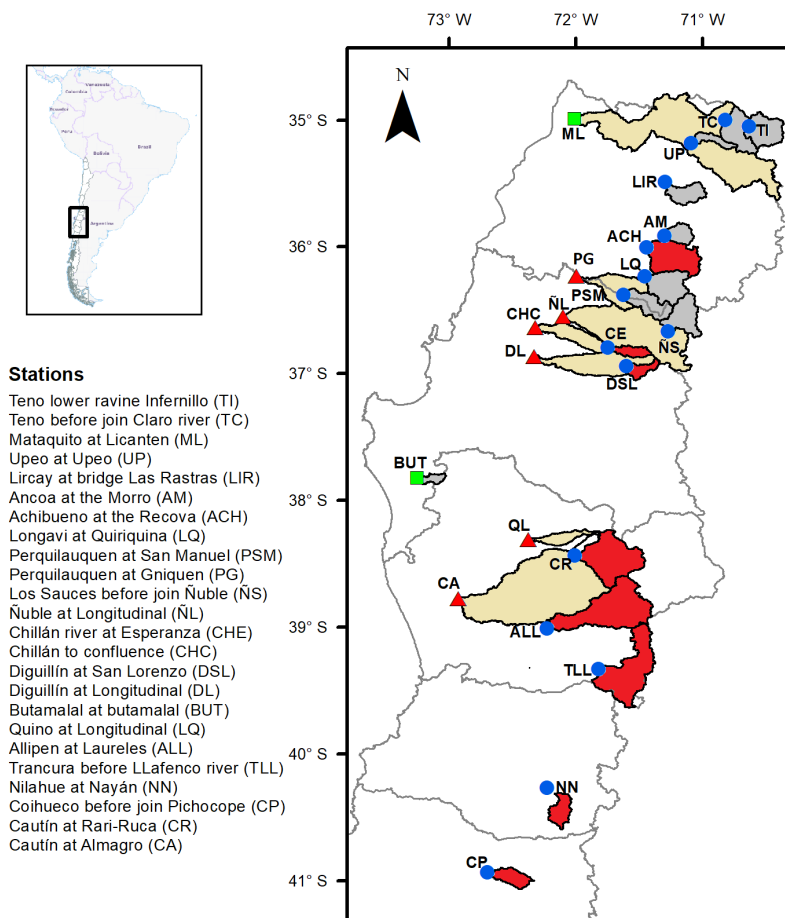 73° W 72° W 71° W
N
35° S
36° S
37° S
38° S
39° S
40° S
41° S
Venezuela
Colombia
Ecuador
Peru
Brazil
Bolivia
Argentina
ML
TC
TI
UP
LIR
AM
ACH
LQ
PG
PSM
ÑL
CHC
CE
ÑS
DL
DSL
BUT
QL
CR
CA
ALL
TLL
NN
CP
Stations
Teno lower ravine Infernillo (TI)
Teno before join Claro river (TC)
Mataquito at Licanten (ML)
Upeo at Upeo (UP)
Lircay at bridge Las Rastras (LIR)
Ancoa at the Morro (AM)
Achibueno at the Recova (ACH)
Longavi at Quiriquina (LQ)
Perquilauquen at San Manuel (PSM)
Perquilauquen at Gniquen (PG)
Los Sauces before join Ñuble (ÑS)
Ñuble at Longitudinal (ÑL)
Chillán river at Esperanza (CHE)
Chillán to confluence (CHC)
Diguillín at San Lorenzo (DSL)
Diguillín at Longitudinal (DL)
Butamalal at butamalal (BUT)
Quino at Longitudinal (LQ)
Allipen at Laureles (ALL)
Trancura before LLafenco river (TLL)
Nilahue at Nayán (NN)
Coihueco before join Pichocope (CP)
Cautín at Rari-Ruca (CR)
Cautín at Almagro (CA)